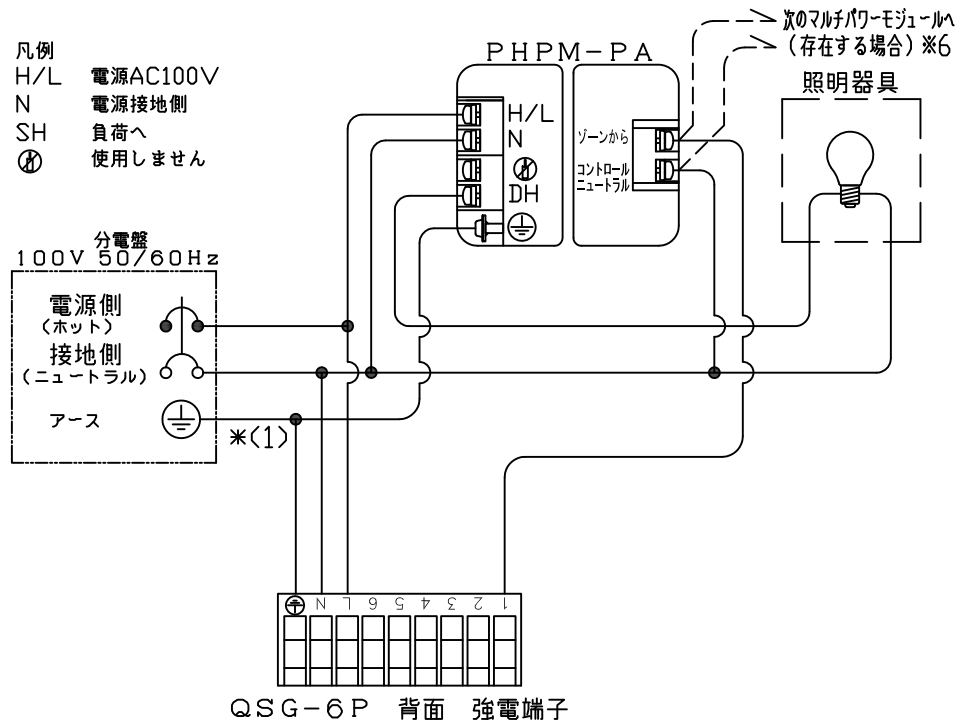 凡例
H/L 電源AC100V
N 電源接地側
SH 負荷へ
使用しません
PHPM-PA
次のマルチパワーモジュールへ
(存在する場合)※6
照明器具
H/L
N
DH
ゾーンから
コントロール
ニュートラル
分電盤
100V 50/60Hz
電源側
(ホット)
接地側
(ニュートラル)
アース
*(1)
N L 6 5 4 3 2 1
QSG-6P 背面 強電端子